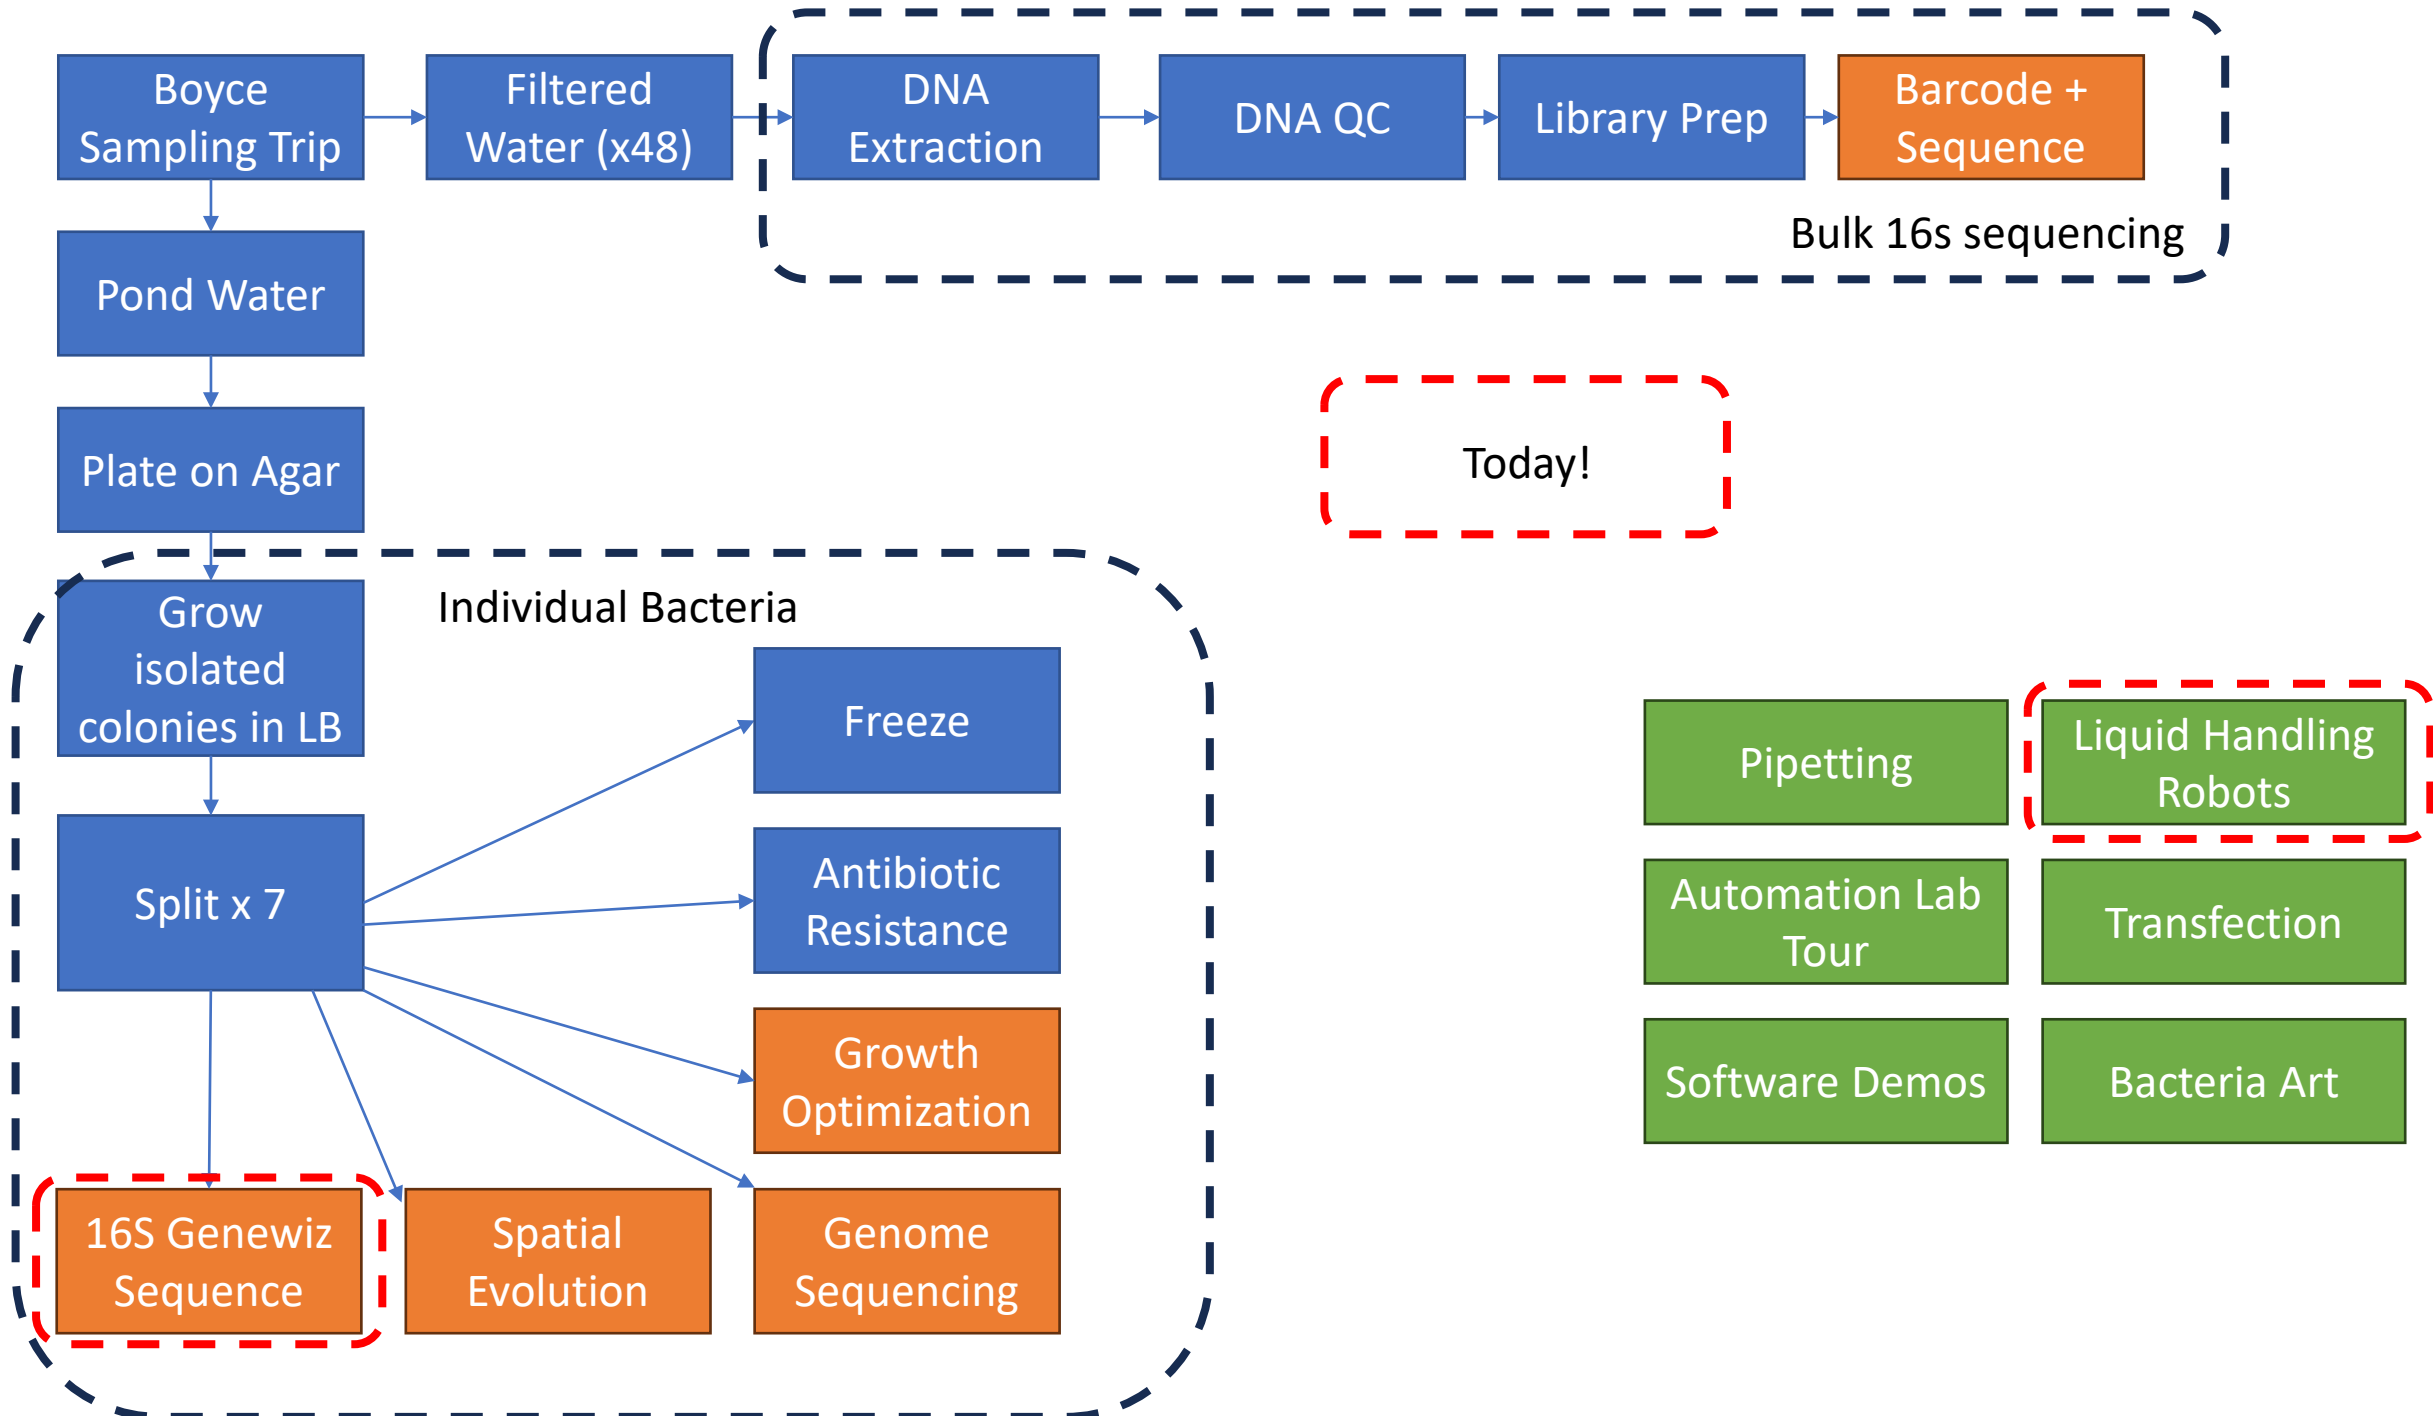 Boyce
Sampling Trip
Filtered
Water (x48)
DNA
Extraction
DNA QC
Library Prep
Barcode +
Sequence
Bulk 16s sequencing
Pond Water
Plate on Agar
Today!
Individual Bacteria
Grow
isolated
colonies in LB
Freeze
Split x 7
Antibiotic
Resistance
Growth
Optimization
16S Genewiz
Sequence
Spatial
Evolution
Genome
Sequencing
Pipetting
Liquid Handling
Robots
Automation Lab
Tour
Transfection
Software Demos
Bacteria Art